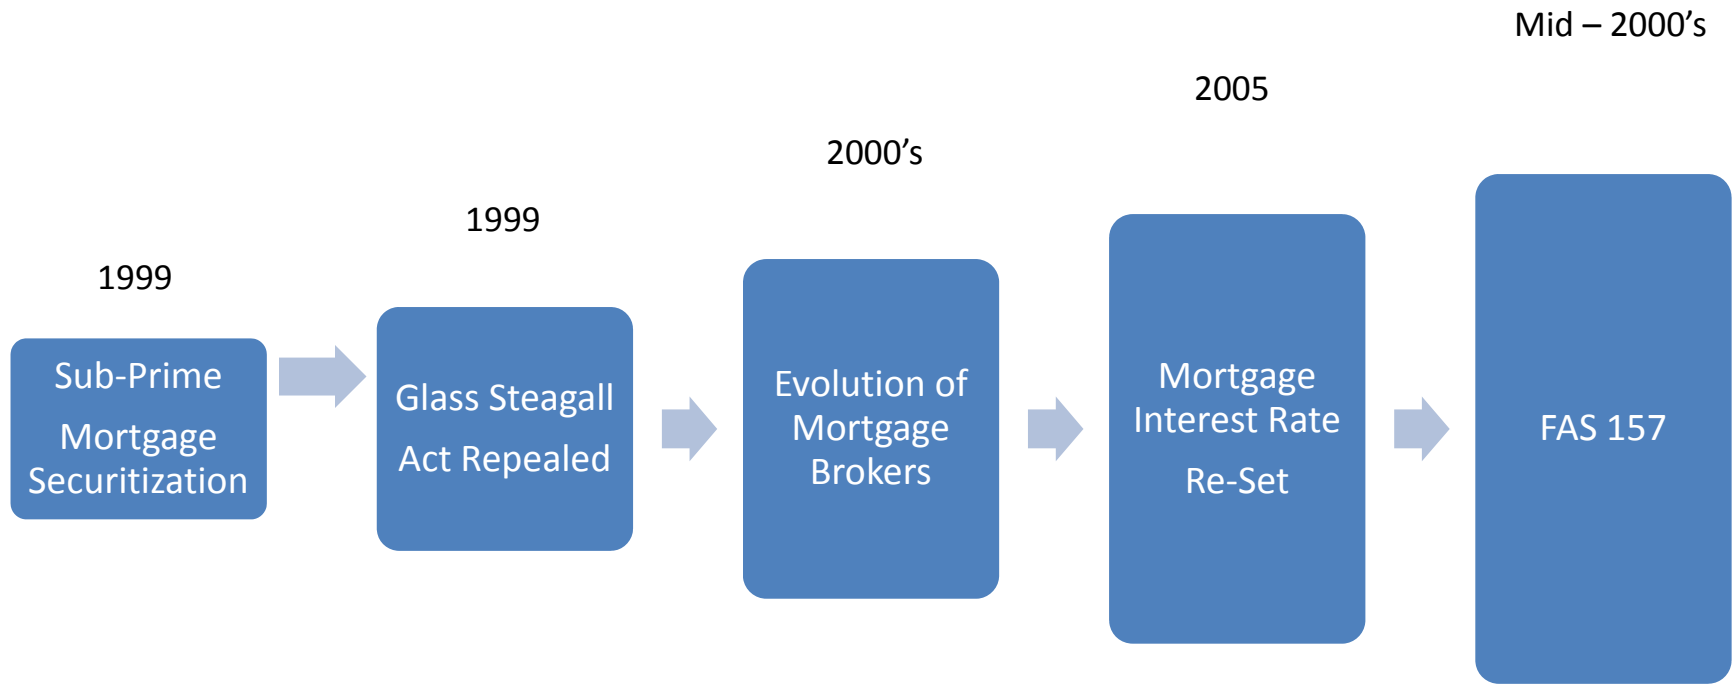 1999
Sub-Prime
Mortgage
Securitization
1999
Glass Steagall
Act Repealed
2000’s
Evolution of
Mortgage
Brokers
2005
Mortgage
Interest Rate
Re-Set
Mid – 2000’s
FAS 157